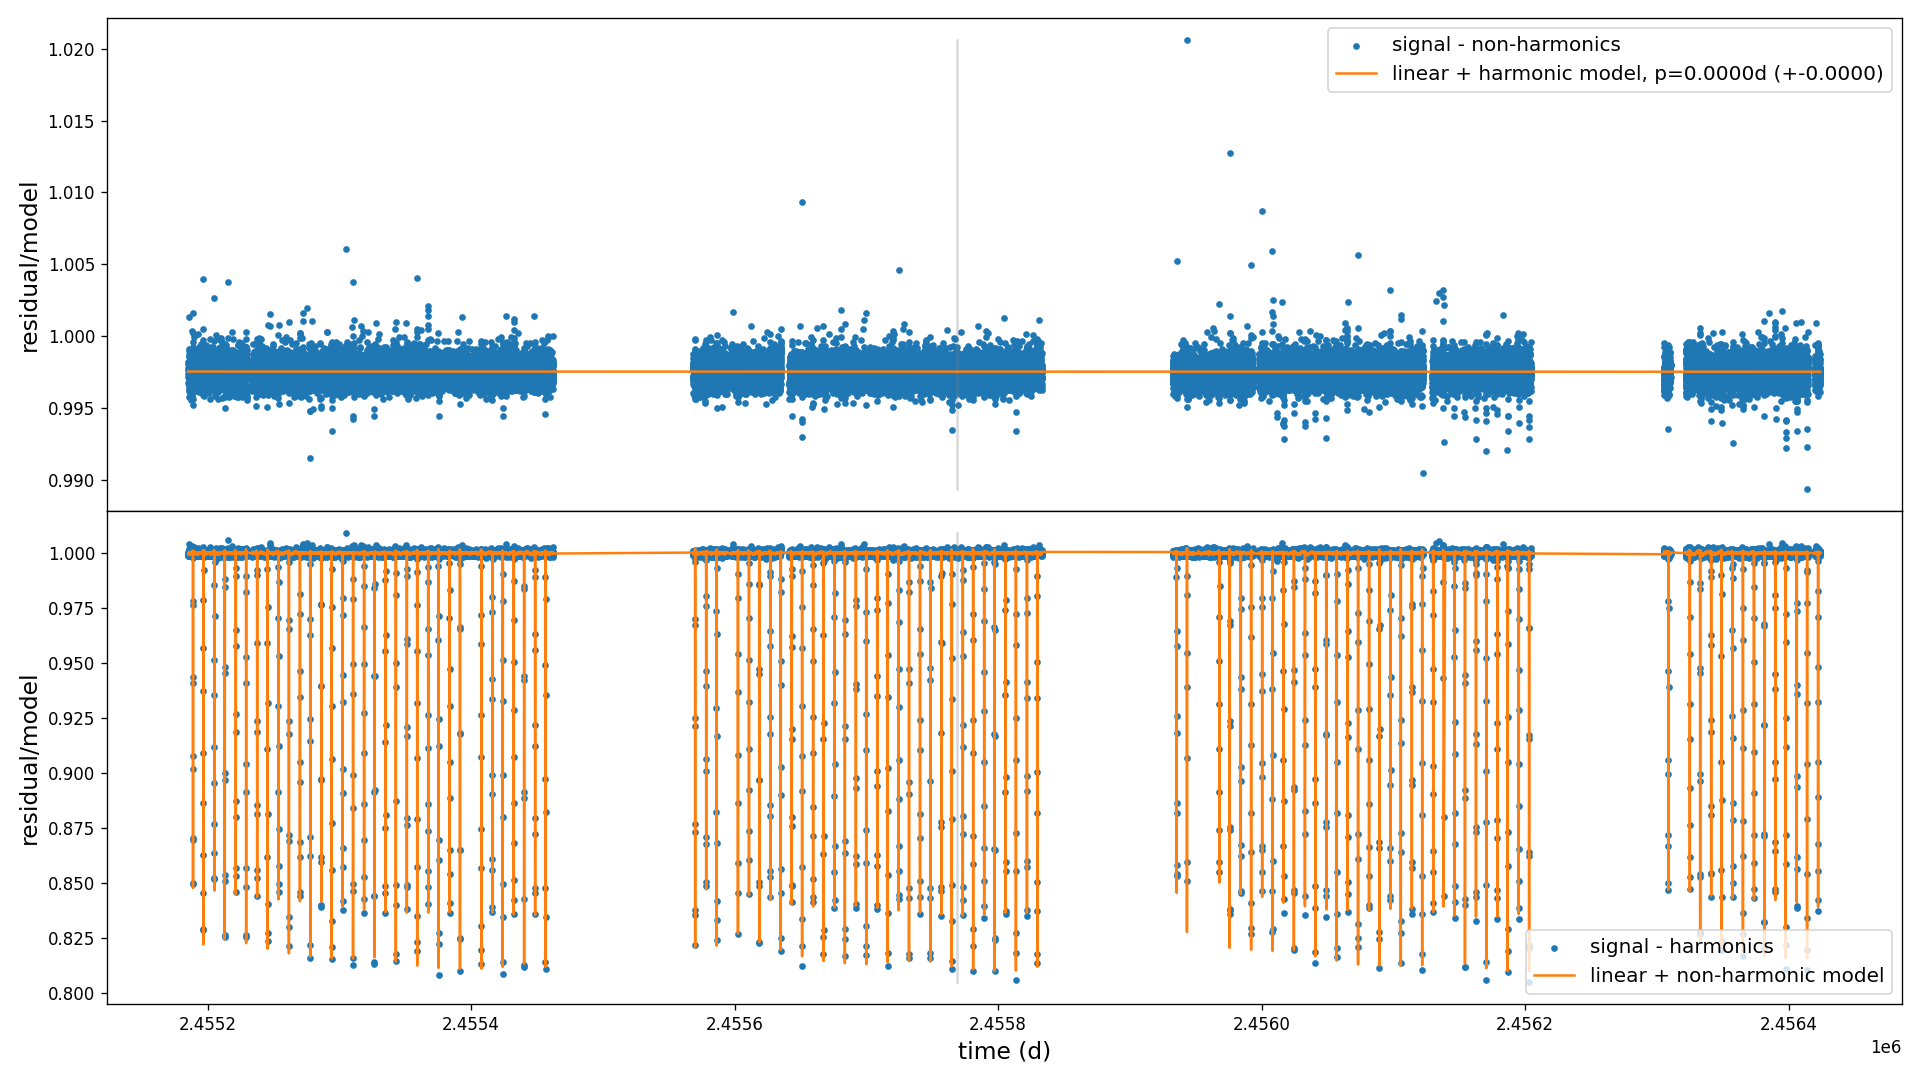 1.020
1.015
1.010
1.005
1.000
0.995
0.990
residual/model
signal - non-harmonics
linear + harmonic model, p=0.0000d (+-0.0000)
1.000
0.975
0.950
0.925
0.900
0.875
0.850
0.825
0.800
residual/model
signal - harmonics
linear + non-harmonic model
2.4552
2.4554
2.4556
2.4558
2.4560
2.4562
2.4564
1e6
time (d)